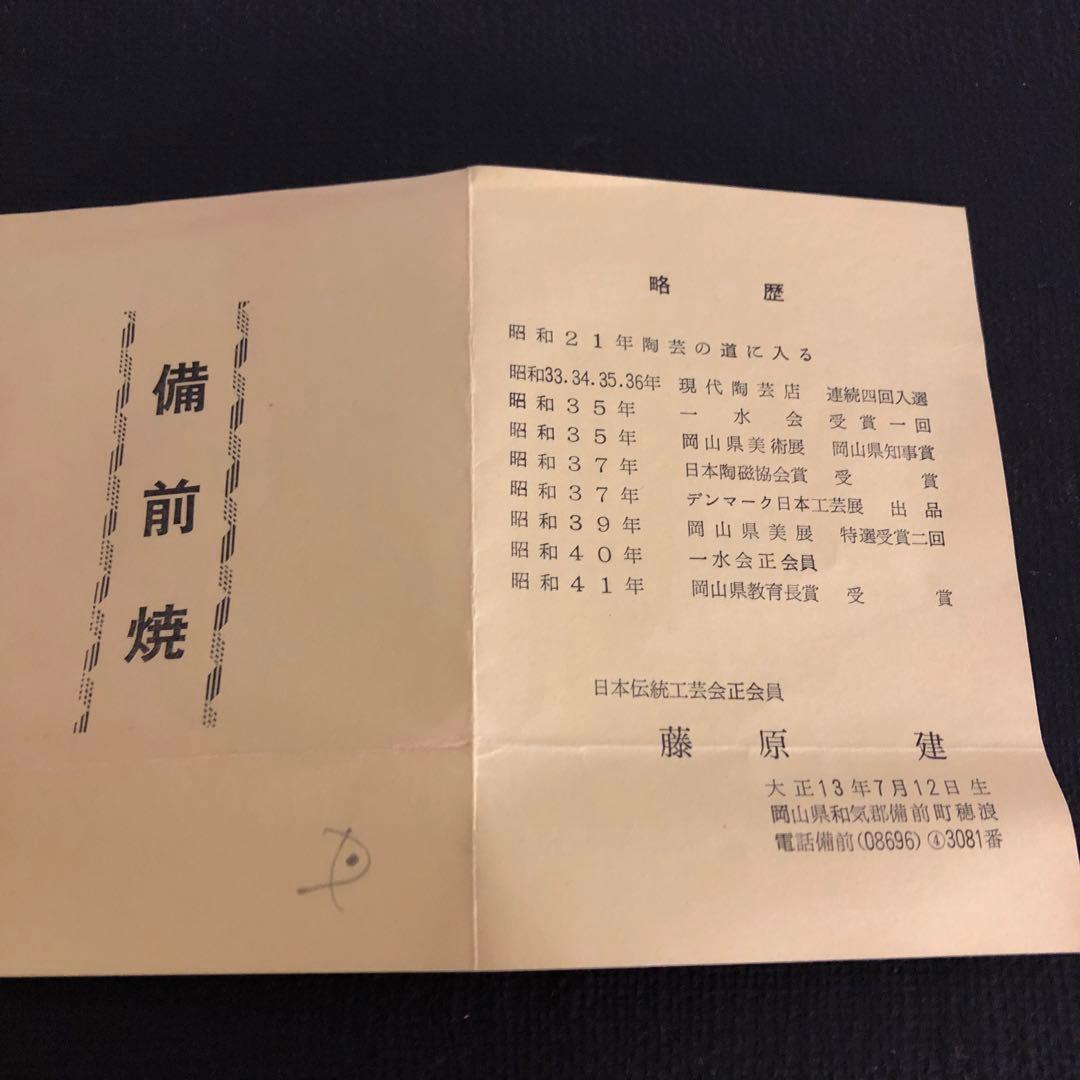 備前焼
略歴
昭和21年陶芸の道に入る
昭和33.34.35.36年 現代陶芸店 連続四回入選
昭和35年 一水会 受賞一回
昭和35年 岡山県美術展 岡山県知事賞
昭和37年 日本陶磁協会賞 受賞
昭和37年 デンマーク日本工芸展 出品
昭和39年 岡山県美展 特選受賞二回
昭和40年 一水会正会員
昭和41年 岡山県教育長賞 受賞
日本伝統工芸会正会員
藤原建
大正13年7月12日生
岡山県和気郡備前町穂浪
電話備前(08696)④3081番